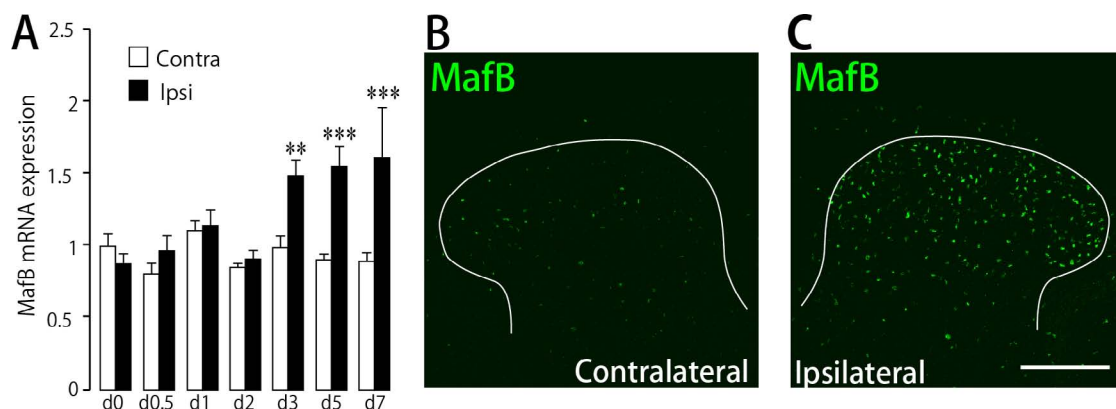 A
MafB mRNA expression
2.5
2
1.5
1
0.5
0
Contra
Ipsi
**
***
***
d0 d0.5 d1 d2 d3 d5 d7
B
MafB
Contralateral
C
MafB
Ipsilateral